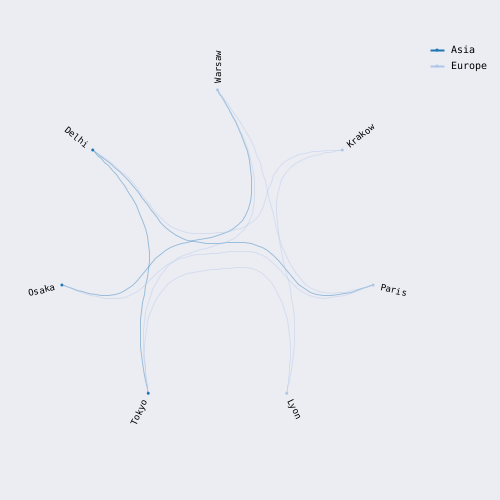 Asia
Europe
Warsaw
Delhi
Krakow
Osaka
Paris
Tokyo
Lyon